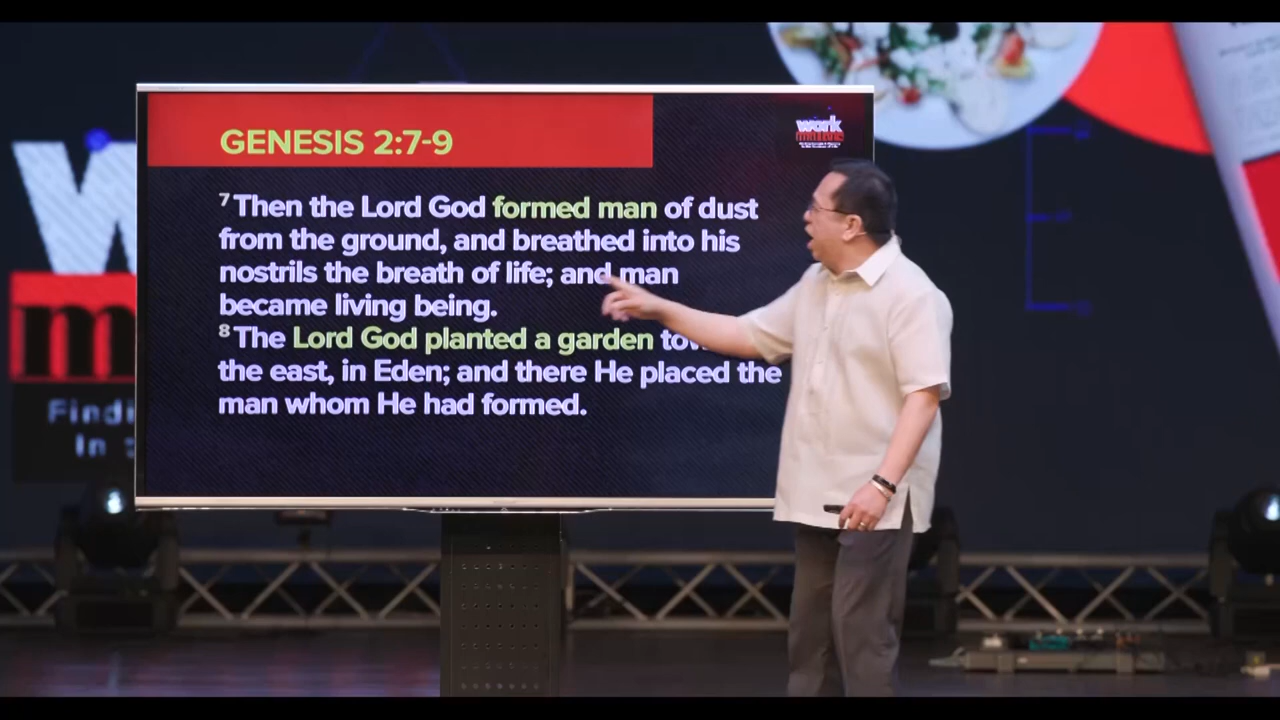 GENESIS 2:7-9
work
7 Then the Lord God formed man of dust
from the ground, and breathed into his
nostrils the breath of life; and man
became living being.
8 The Lord God planted a garden
the east, in Eden; and there He placed the
man whom He had formed.